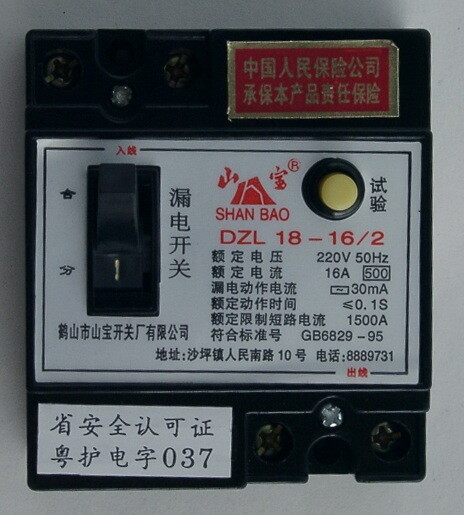 中国人民保险公司
承保本产品责任保险
入线
合
分
漏电开关
山宝®
SHAN BAO
试验
DZL 18-16/2
额定电压 220V 50Hz
额定电流 16A 500
漏电动作电流 ~30mA
额定动作时间 ≤0.1S
额定限制短路电流 1500A
符合标准号 GB6829-95
鹤山市山宝开关厂有限公司
地址:沙坪镇人民南路10号 电话:8889731
出线
省安全认可证
粤护电字037